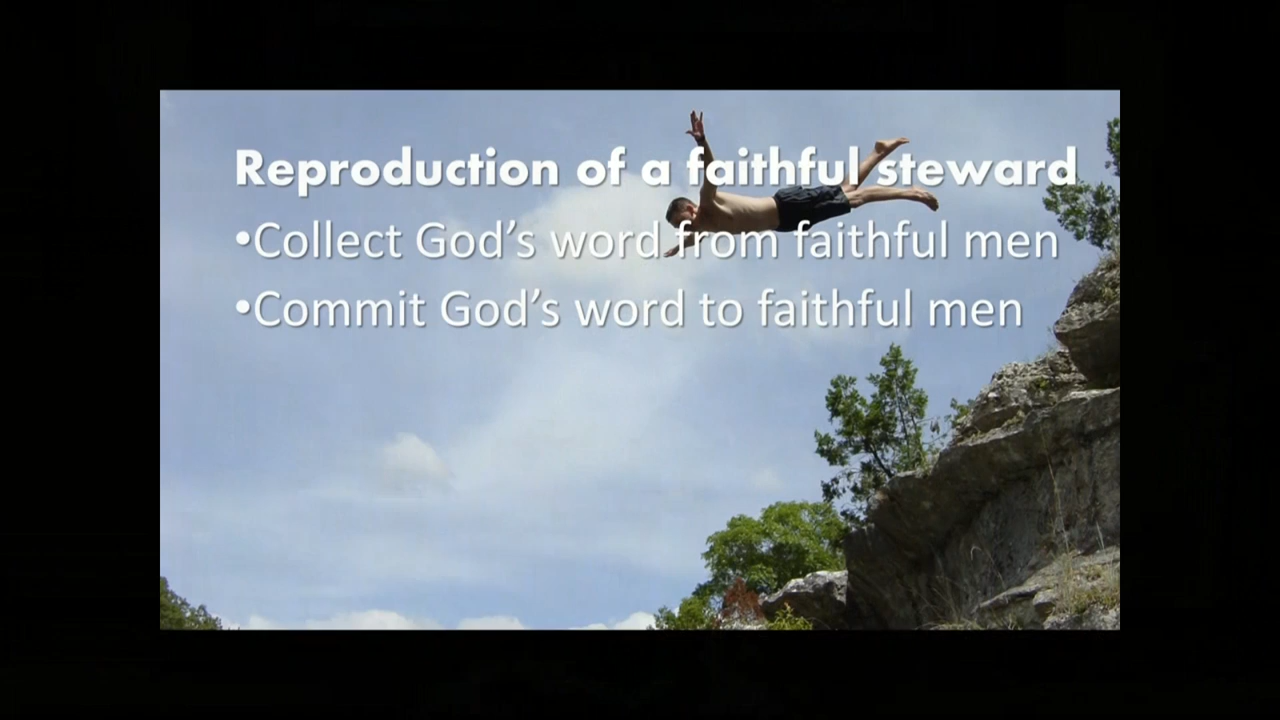 Reproduction of a faithful steward
•Collect God's word from faithful men
•Commit God's word to faithful men